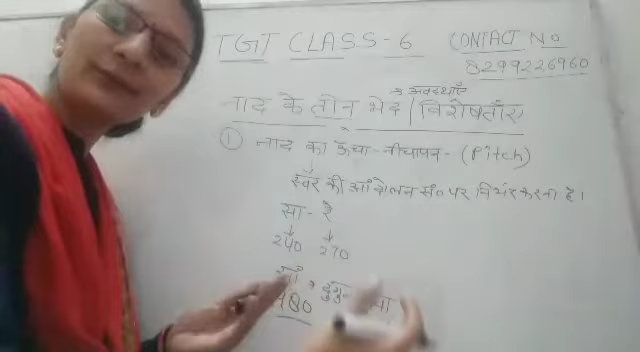 TGT CLASS-6 CONTACT No
8299226960
→ अवस्थाएँ
नाद के तीन भेद / विशेषताएँ
① नाद का ऊँचा-नीचापन- (Pitch)
↓
स्वर की आँदोलन सं० पर निर्भर करता है।
सा - रे
↓ ↓
240 270
480